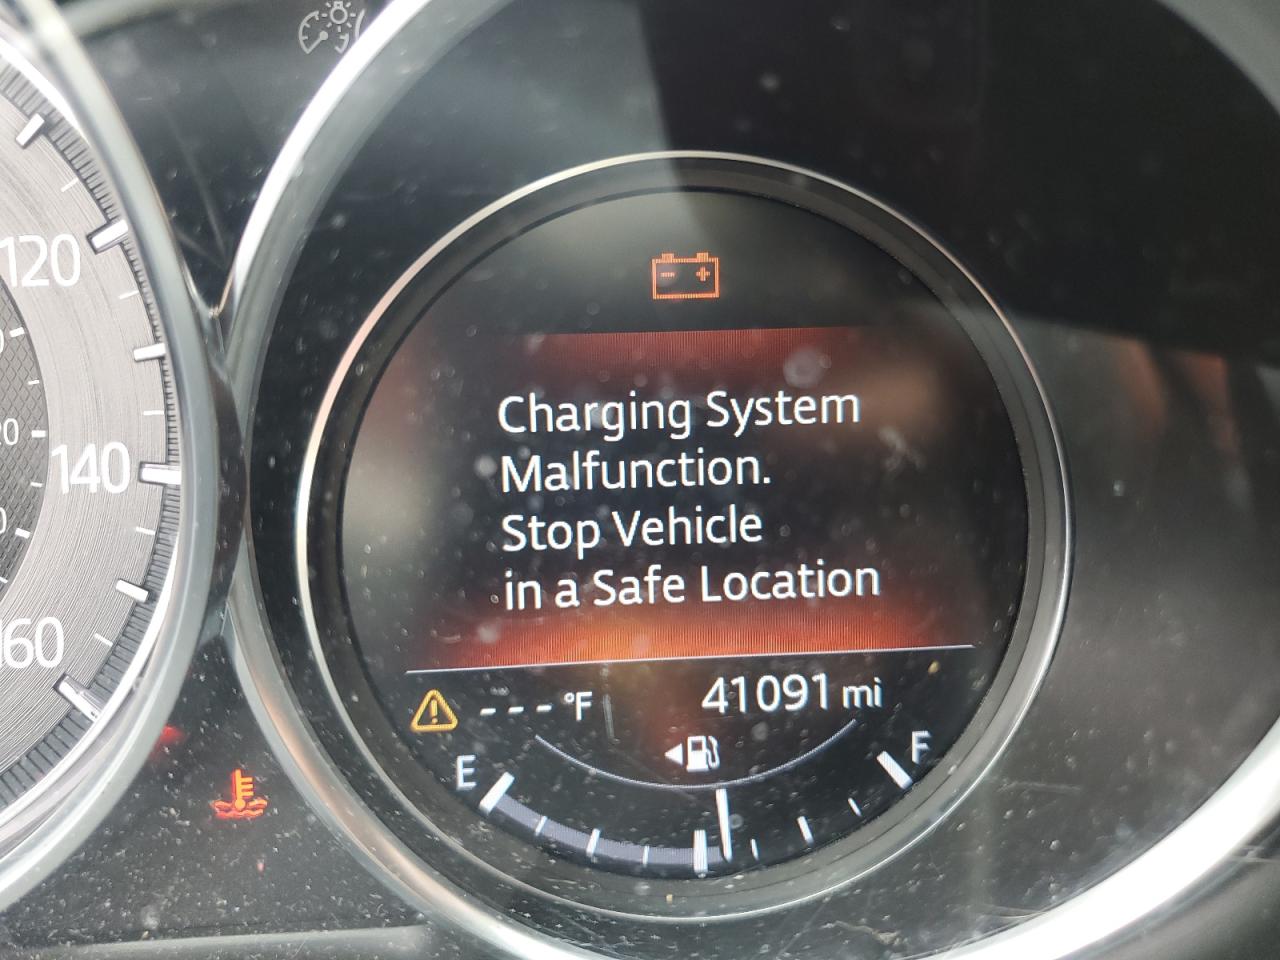 120
140
160
- +
Charging System
Malfunction.
Stop Vehicle
in a Safe Location
! ---°F 41091 mi
E F